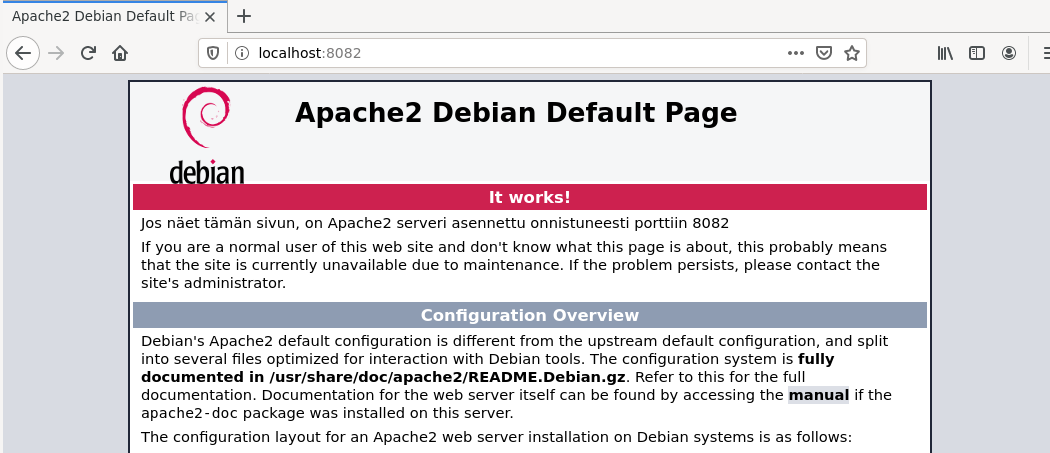 Apache2 Debian Default Pa
localhost:8082
debian
Apache2 Debian Default Page
It works!
Jos näet tämän sivun, on Apache2 serveri asennettu onnistuneesti porttiin 8082
If you are a normal user of this web site and don't know what this page is about, this probably means
that the site is currently unavailable due to maintenance. If the problem persists, please contact the
site's administrator.
Configuration Overview
Debian's Apache2 default configuration is different from the upstream default configuration, and split
into several files optimized for interaction with Debian tools. The configuration system is fully
documented in /usr/share/doc/apache2/README.Debian.gz. Refer to this for the full
documentation. Documentation for the web server itself can be found by accessing the manual if the
apache2-doc package was installed on this server.
The configuration layout for an Apache2 web server installation on Debian systems is as follows: